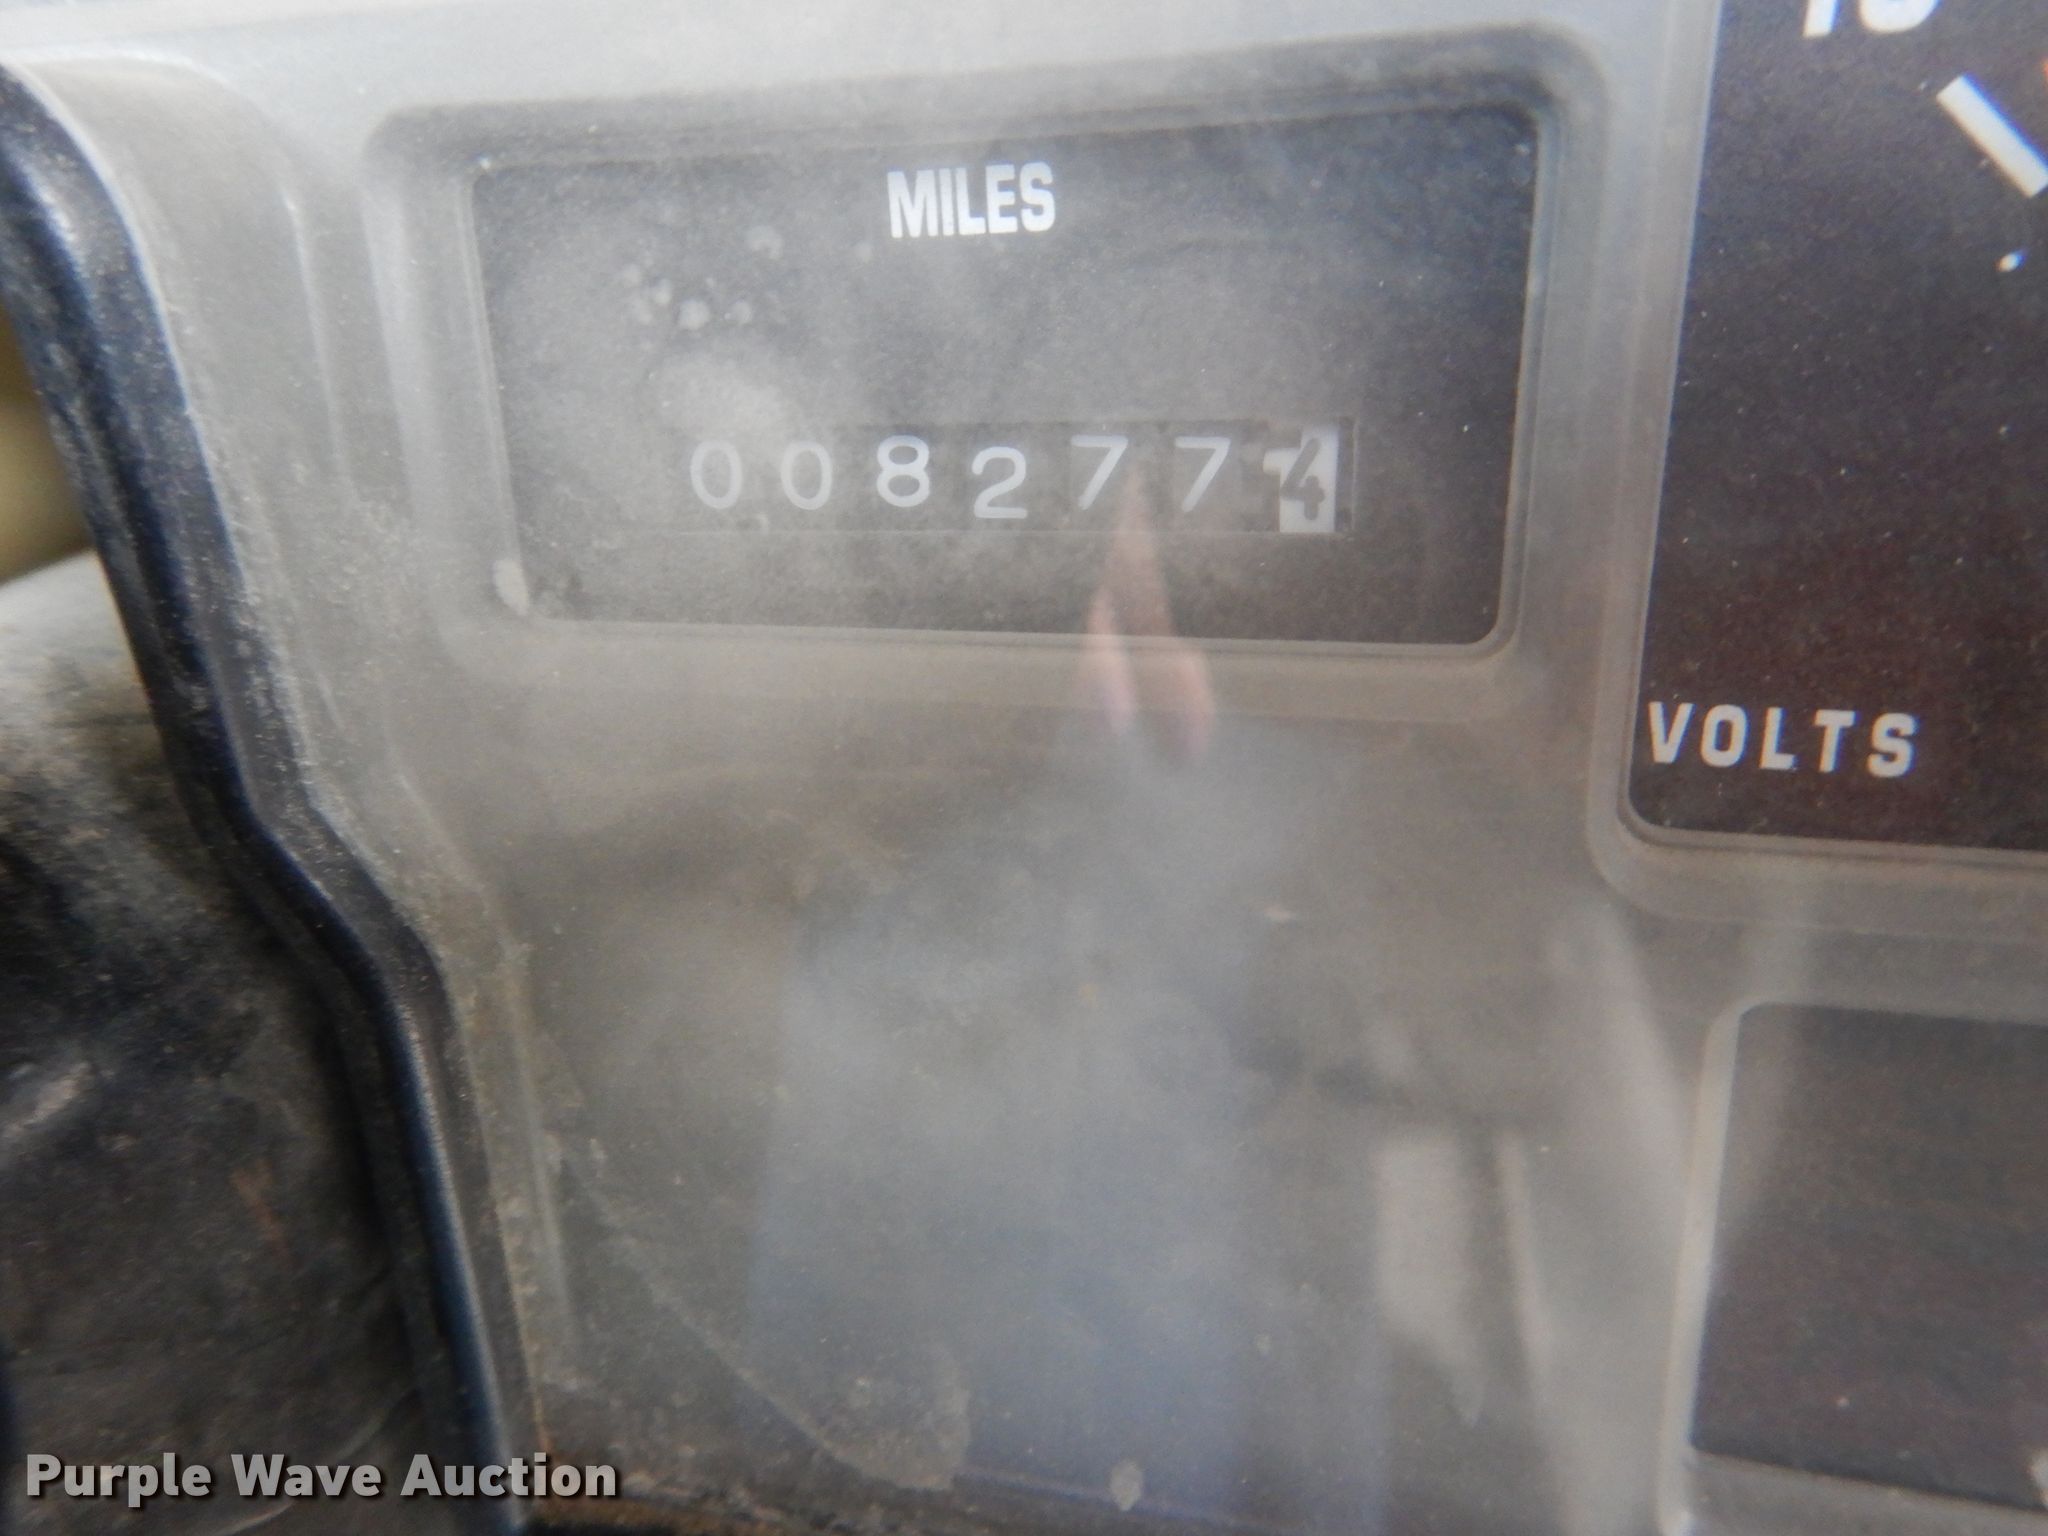 MILES
0082774
VOLTS
Purple Wave Auction